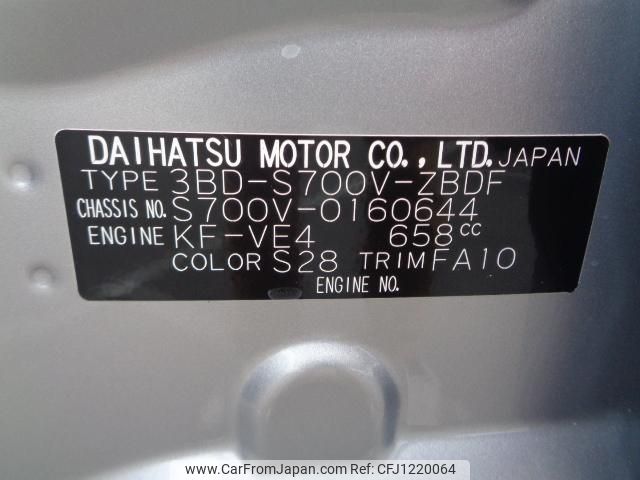 DAIHATSU MOTOR CO.,LTD. JAPAN
TYPE 3BD-S700V-ZBDF
CHASSIS NO. S700V-0160644
ENGINE KF-VE4 658cc
COLOR S28 TRIM FA10
ENGINE NO.
© www.CarFromJapan.com CFJ1220064